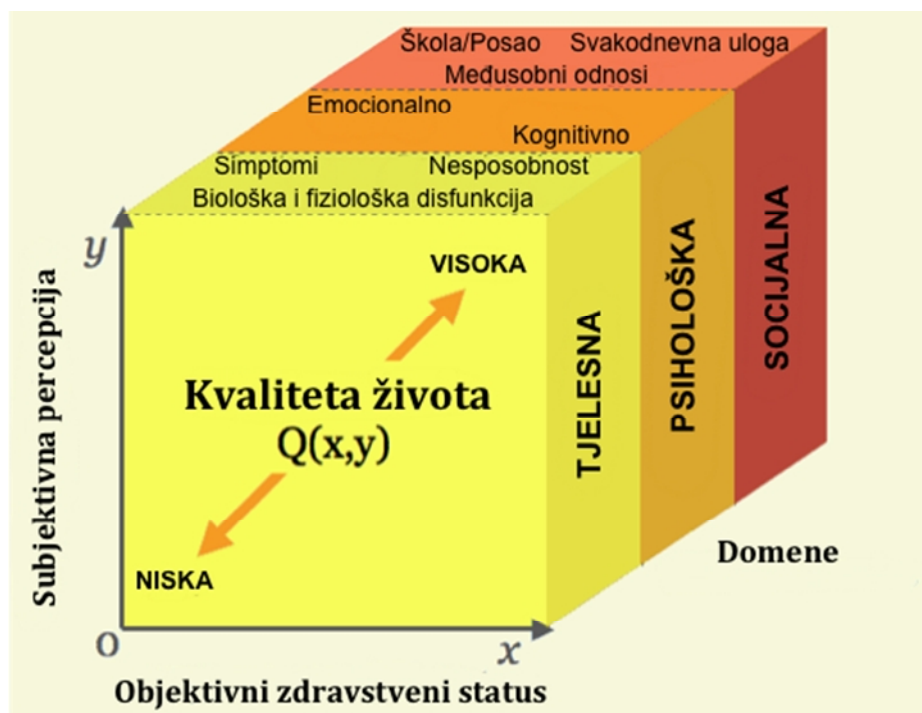 Škola/Posao Svakodnevna uloga
Međusobni odnosi
Emocionalno
Kognitivno
Simptomi Nesposobnost
Biološka i fiziološka disfunkcija
y
VISOKA
Kvaliteta života
Q(x,y)
NISKA
O
x
Subjektivna percepcija
Objektivni zdravstveni status
TJELESNA
PSIHOLOŠKA
SOCIJALNA
Domene